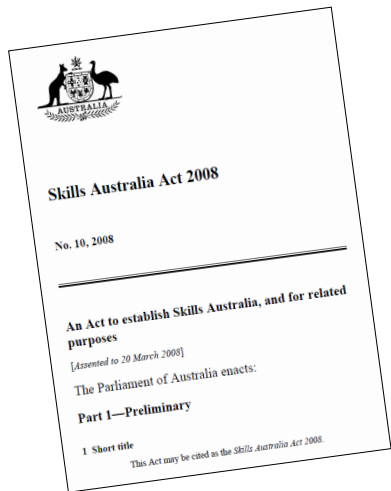 AUSTRALIA
Skills Australia Act 2008
No. 10, 2008
An Act to establish Skills Australia, and for related
purposes
[Assented to 20 March 2008]
The Parliament of Australia enacts:
Part 1—Preliminary
1 Short title
This Act may be cited as the Skills Australia Act 2008.